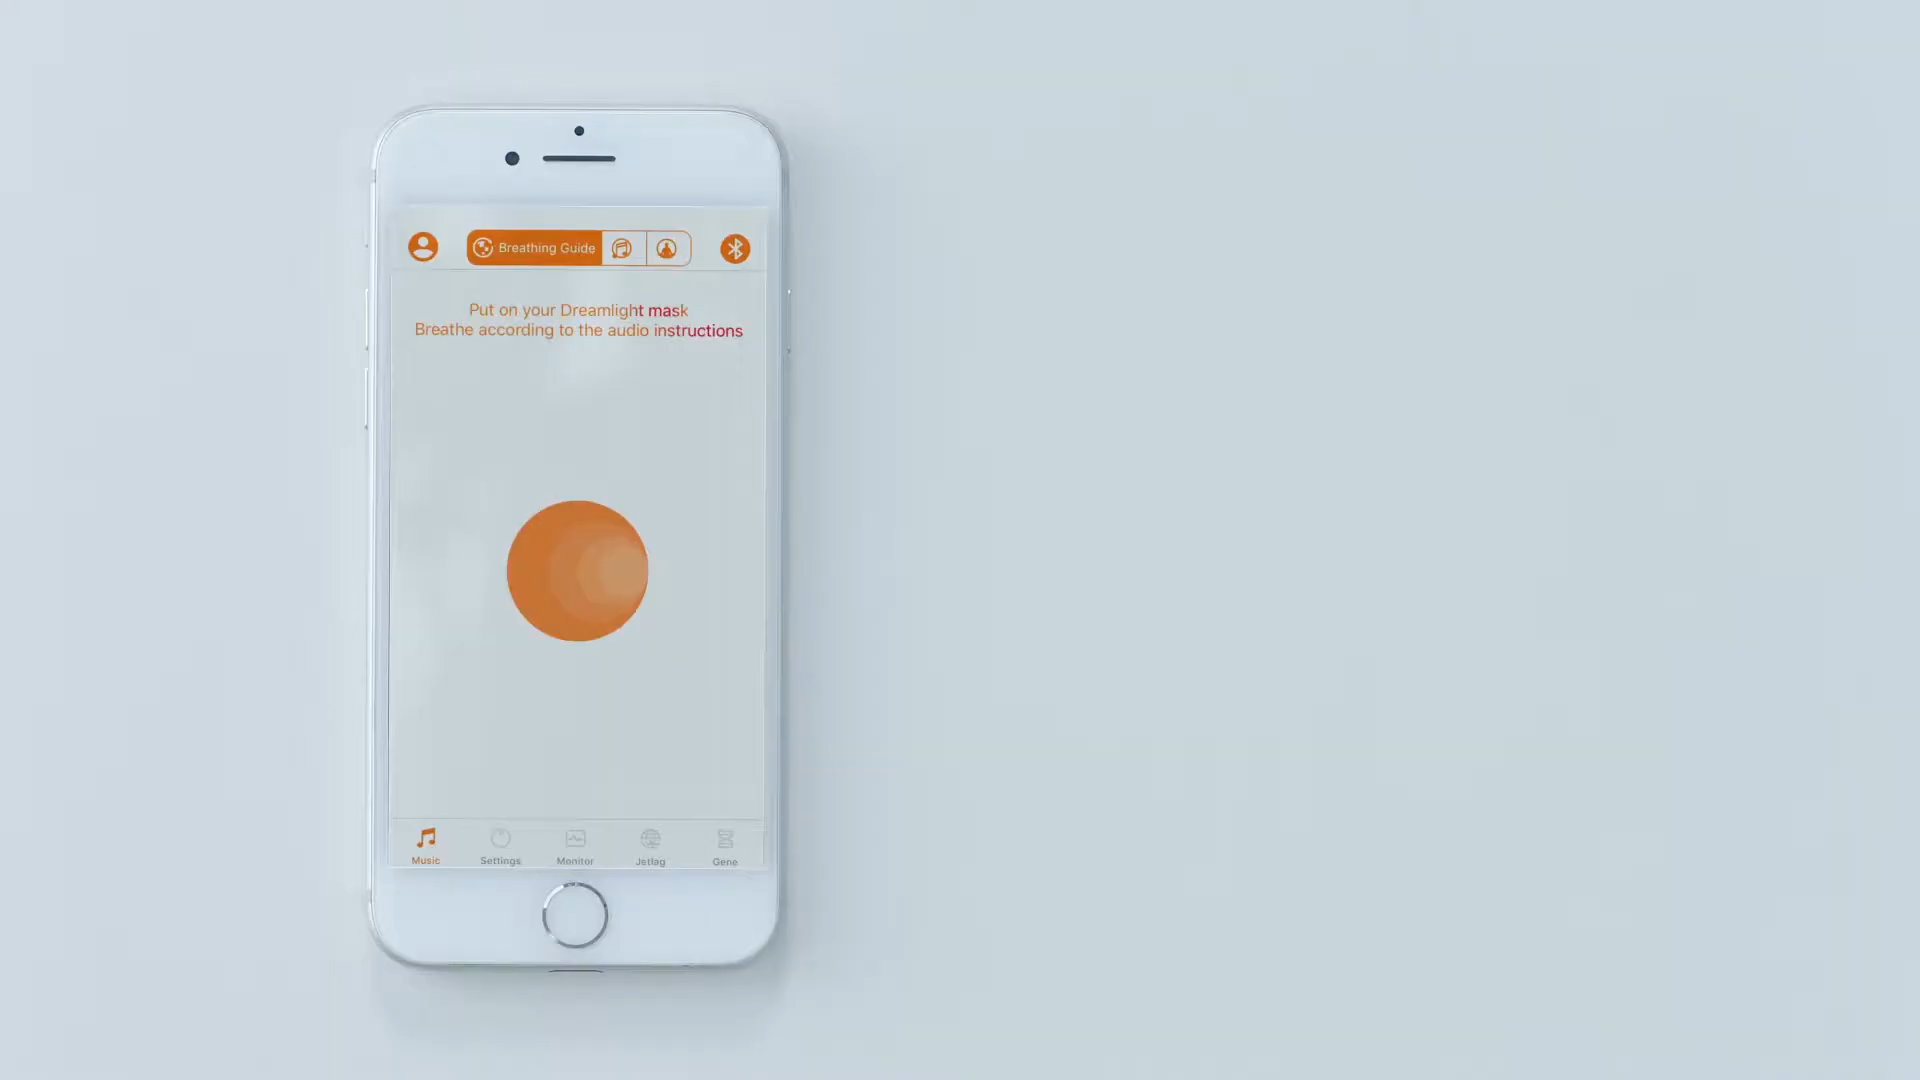 Breathing Guide
Put on your Dreamlight mask
Breathe according to the audio instructions
Music
Settings
Monitor
Jetlag
Gene